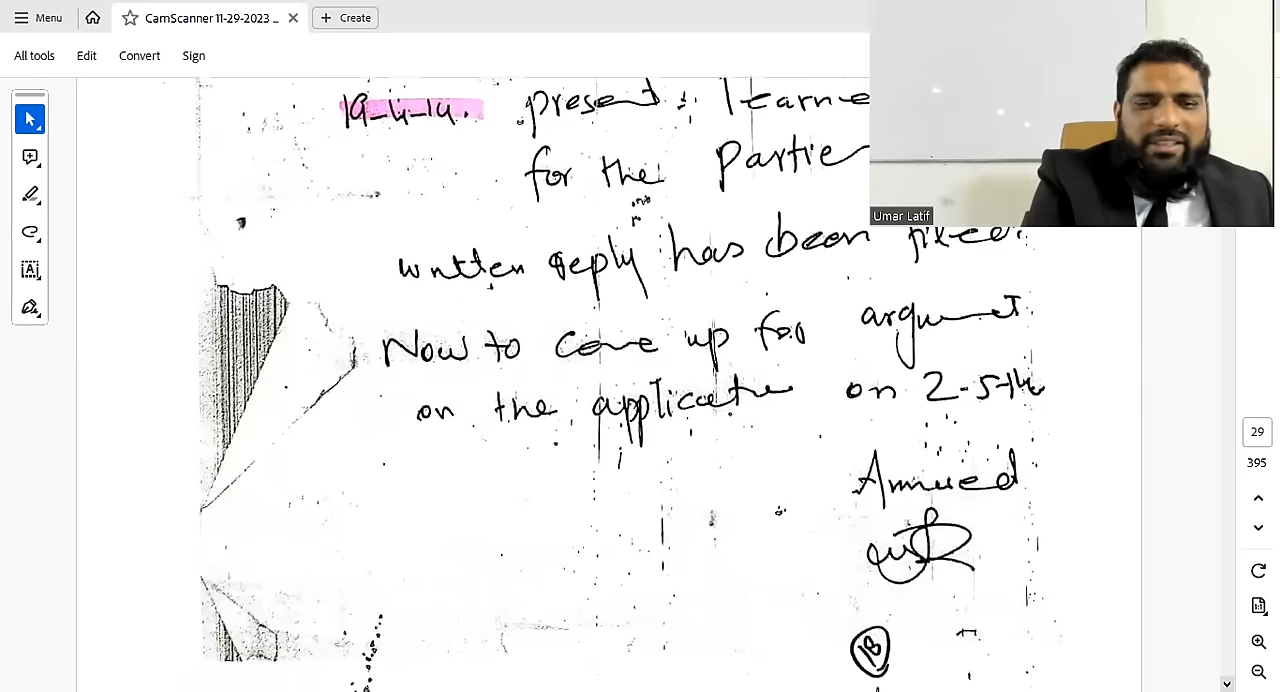 Menu
CamScanner 11-29-2023 _
Create
All tools
Edit
Convert
Sign
19-4-14. present: learne
for the Partie
Umar Latif
written reply has been filed.
Now to come up for argument
on the application on 2-5-14
29
395
18